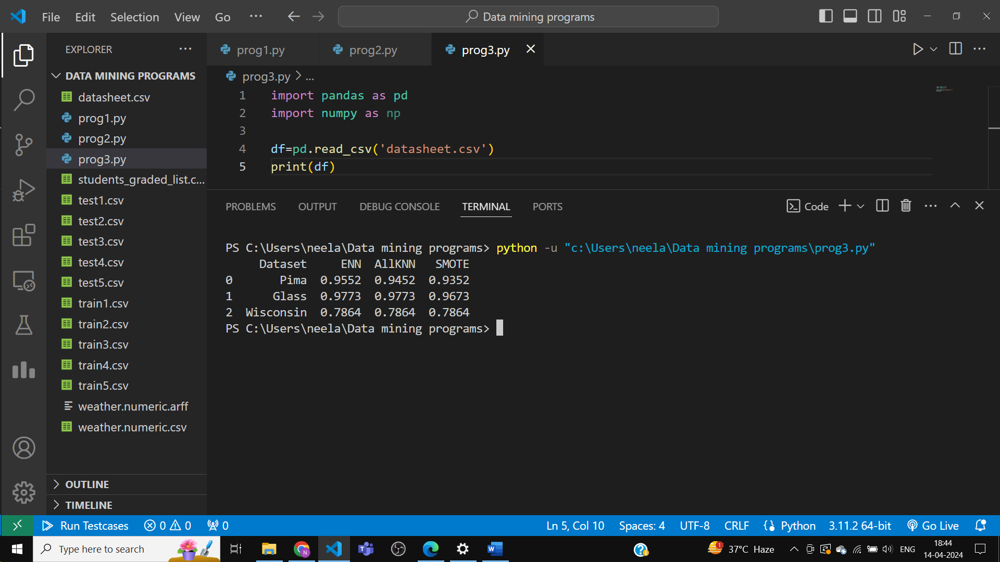 File Edit Selection View Go ··· Data mining programs
EXPLORER ···
DATA MINING PROGRAMS
datasheet.csv
prog1.py
prog2.py
prog3.py
students_graded_list.c...
test1.csv
test2.csv
test3.csv
test4.csv
test5.csv
train1.csv
train2.csv
train3.csv
train4.csv
train5.csv
weather.numeric.arff
weather.numeric.csv
OUTLINE
TIMELINE
prog1.py prog2.py prog3.py
prog3.py > ...
1 import pandas as pd
2 import numpy as np
3
4 df=pd.read_csv('datasheet.csv')
5 print(df)
PROBLEMS OUTPUT DEBUG CONSOLE TERMINAL PORTS Code
PS C:\Users\neela\Data mining programs> python -u "c:\Users\neela\Data mining programs\prog3.py"
Dataset ENN AllKNN SMOTE
0 Pima 0.9552 0.9452 0.9352
1 Glass 0.9773 0.9773 0.9673
2 Wisconsin 0.7864 0.7864 0.7864
PS C:\Users\neela\Data mining programs>
Run Testcases 0 0 0 Ln 5, Col 10 Spaces: 4 UTF-8 CRLF Python 3.11.2 64-bit Go Live
Type here to search 1 37°C Haze ENG 18:44
14-04-2024